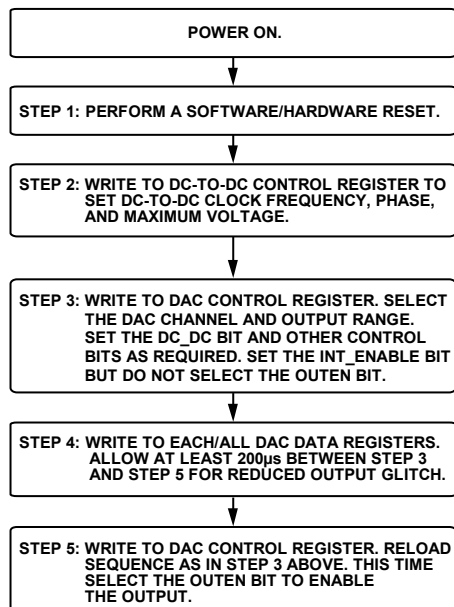 POWER ON.
STEP 1: PERFORM A SOFTWARE/HARDWARE RESET.
STEP 2: WRITE TO DC-TO-DC CONTROL REGISTER TO
SET DC-TO-DC CLOCK FREQUENCY, PHASE,
AND MAXIMUM VOLTAGE.
STEP 3: WRITE TO DAC CONTROL REGISTER. SELECT
THE DAC CHANNEL AND OUTPUT RANGE.
SET THE DC_DC BIT AND OTHER CONTROL
BITS AS REQUIRED. SET THE INT_ENABLE BIT
BUT DO NOT SELECT THE OUTEN BIT.
STEP 4: WRITE TO EACH/ALL DAC DATA REGISTERS.
ALLOW AT LEAST 200µs BETWEEN STEP 3
AND STEP 5 FOR REDUCED OUTPUT GLITCH.
STEP 5: WRITE TO DAC CONTROL REGISTER. RELOAD
SEQUENCE AS IN STEP 3 ABOVE. THIS TIME
SELECT THE OUTEN BIT TO ENABLE
THE OUTPUT.